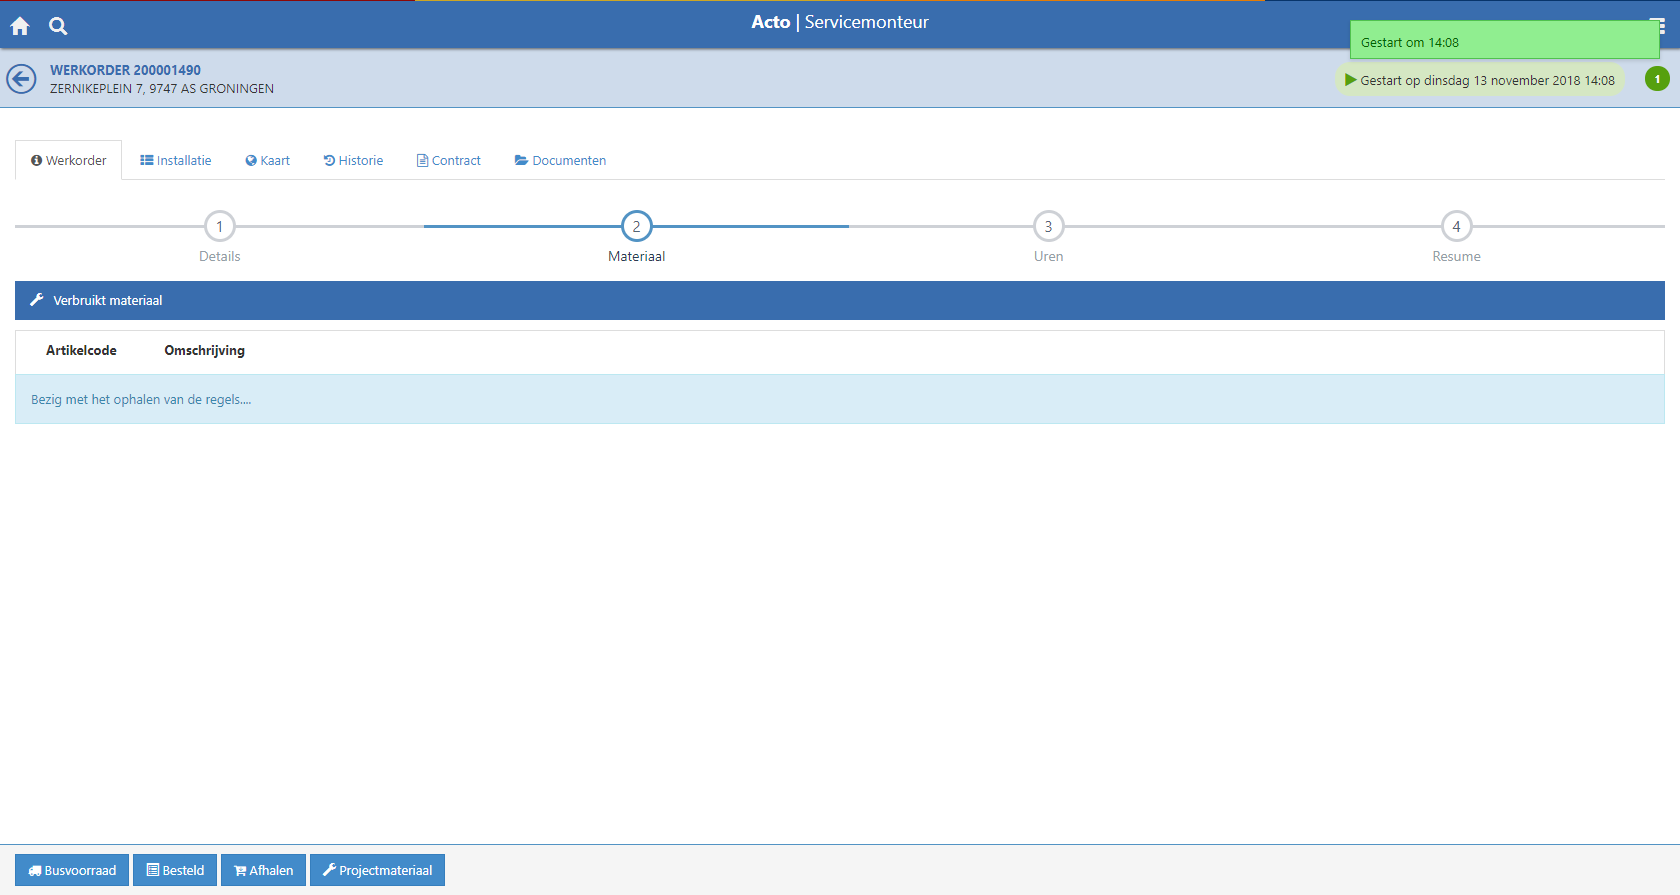 Acto | Servicemonteur
Gestart om 14:08
WERKORDER 200001490
ZERNIKEPLEIN 7, 9747 AS GRONINGEN
Gestart op dinsdag 13 november 2018 14:08
1
Werkorder Installatie Kaart Historie Contract Documenten
1 2 3 4
Details Materiaal Uren Resume
Verbruikt materiaal
Artikelcode Omschrijving
Bezig met het ophalen van de regels....
Busvoorraad Besteld Afhalen Projectmateriaal